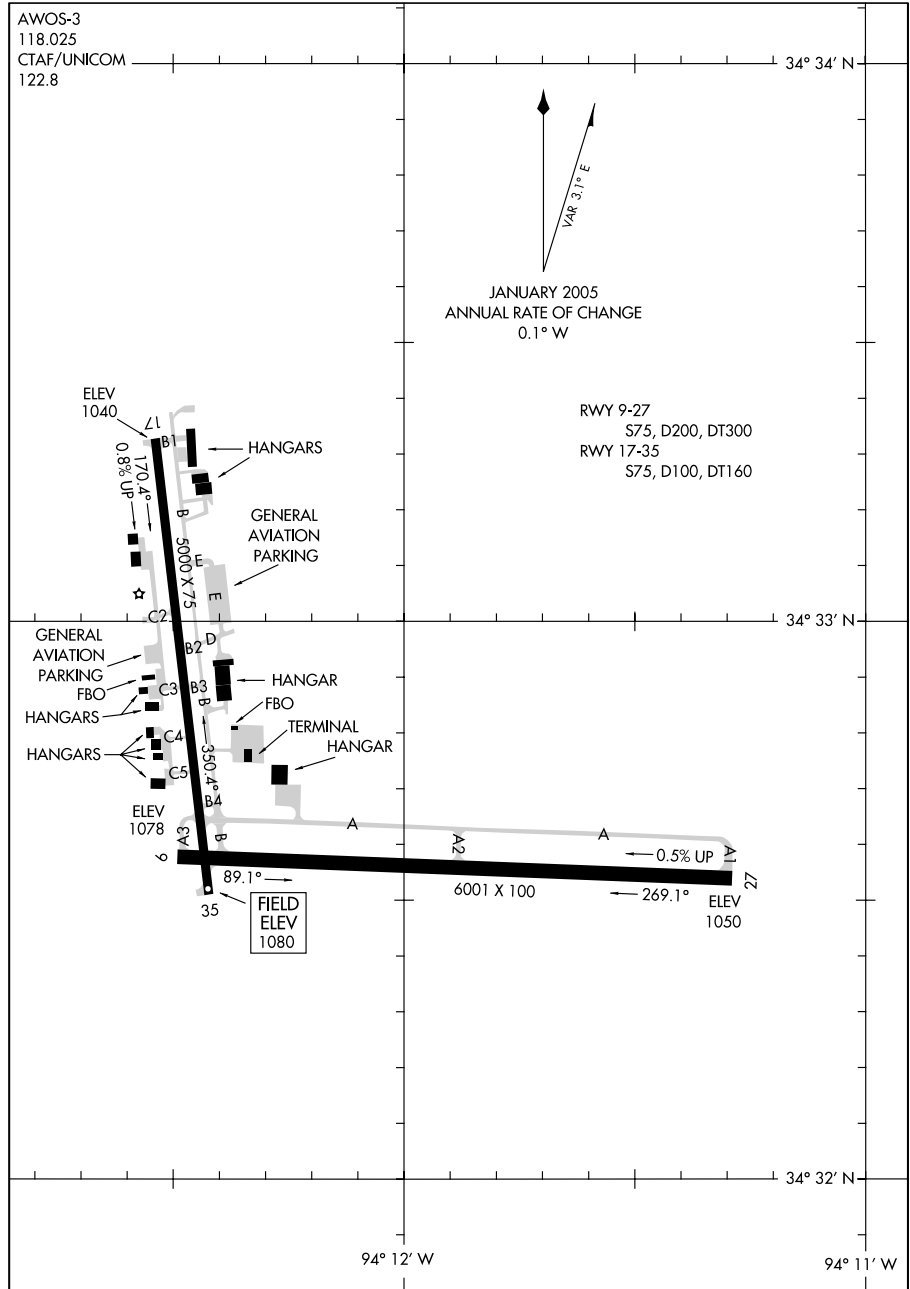 AWOS-3
118.025
CTAF/UNICOM
122.8
34° 34' N
VAR 3.1° E
JANUARY 2005
ANNUAL RATE OF CHANGE
0.1° W
RWY 9-27
S75, D200, DT300
RWY 17-35
S75, D100, DT160
ELEV
1040
17
B1
HANGARS
170.4°
0.8% UP
B
GENERAL
AVIATION
PARKING
5000 X 75
E
E
C2
34° 33' N
D
B2
GENERAL
AVIATION
PARKING
FBO
HANGARS
C3
B3
HANGAR
B
FBO
TERMINAL
HANGAR
C4
HANGARS
350.4°
C5
B4
ELEV
1078
A
A
A3
B
A2
A1
0.5% UP
9
89.1°
6001 X 100
269.1°
27
ELEV
1050
35
FIELD
ELEV
1080
34° 32' N
94° 12' W
94° 11' W